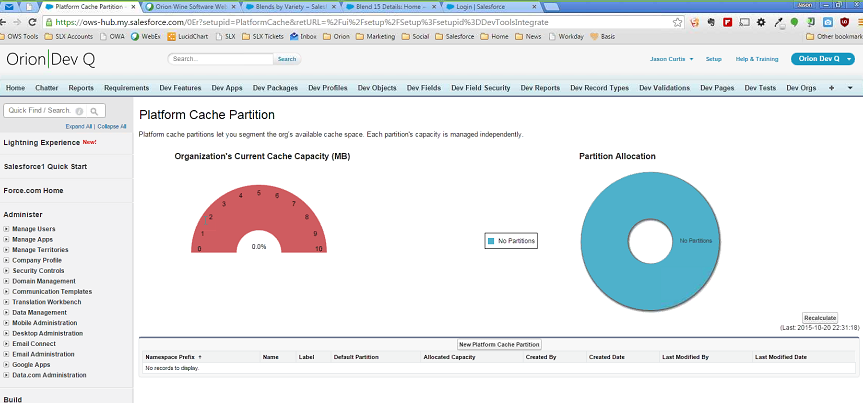 Platform Cache Partition -
Orion Wine Software Web
Blends by Variety ~ Sales
Blend 15 Details: Home ~
Login | Salesforce
Jason
https://ows-hub.my.salesforce.com/0Er?setupid=PlatformCache&retURL=%2Fui%2Fsetup%2FSetup%3Fsetupid%3DDevToolsIntegrate
OWS Tools
SLX Accounts
OWA
WebEx
LucidChart
SLX
SLX Tickets
Inbox
Orion
Marketing
Social
Salesforce
Home
News
Workday
Basis
Other bookmark
Orion Dev Q
Search...
Search
Jaxon Curtis
Setup
Help & Training
Orion Dev Q
Home Chatter Reports Requirements Dev Features Dev Apps Dev Packages Dev Profiles Dev Objects Dev Fields Dev Field Security Dev Reports Dev Record Types Dev Validations Dev Pages Dev Tests Dev Orgs +
Quick Find / Search.
Expand All | Collapse All
Lightning Experience New!
Salesforce1 Quick Start
Force.com Home
Administer
Manage Users
Manage Apps
Manage Territories
Company Profile
Security Controls
Domain Management
Communication Templates
Translation Workbench
Data Management
Mobile Administration
Desktop Administration
Email Connect
Email Administration
Google Apps
Data.com Administration
Build
Platform Cache Partition
Platform cache partitions let you segment the org's available cache space. Each partition's capacity is managed independently.
Organization's Current Cache Capacity (MB)
0 1 2 3 4 5 6 7 8 9 10
0.0%
Partition Allocation
No Partitions
No Partitions
Recalculate
(Last: 2015-10-20 22:31:18)
New Platform Cache Partition
Namespace Prefix ↑ Name Label Default Partition Allocated Capacity Created By Created Date Last Modified By Last Modified Date
No records to display.